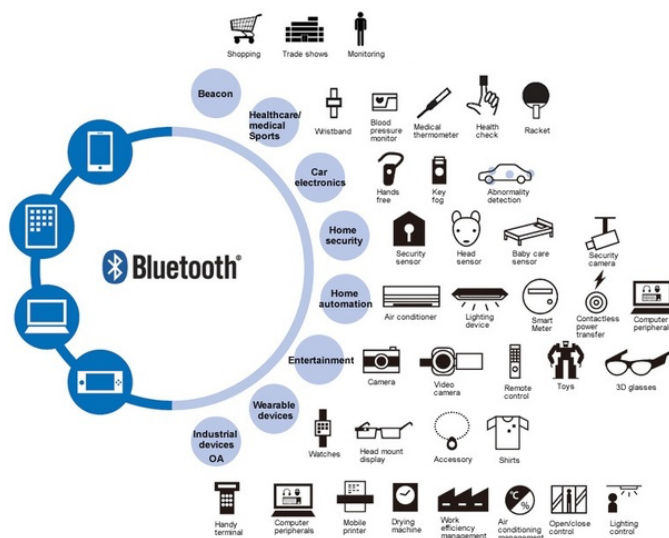 Shopping
Trade shows
Monitoring
Beacon
Healthcare/
medical
Sports
Wristband
Blood
pressure
monitor
Medical
thermometer
Health
check
Racket
Car
electronics
Hands
free
Key
fog
Abnormality
detection
Home
security
Security
sensor
Head
sensor
Baby care
sensor
Security
camera
Bluetooth®
Home
automation
Air conditioner
Lighting
device
Smart
Meter
Contactless
power
transfer
Computer
peripherals
Entertainment
Camera
Video
camera
Remote
control
Toys
3D glasses
Wearable
devices
Watches
Head mount
display
Accessory
Shirts
Industrial
devices
OA
Handy
terminal
Computer
peripherals
Mobile
printer
Drying
machine
Work
efficiency
management
°C
%
Air
conditioning
management
Open/close
control
Lighting
control